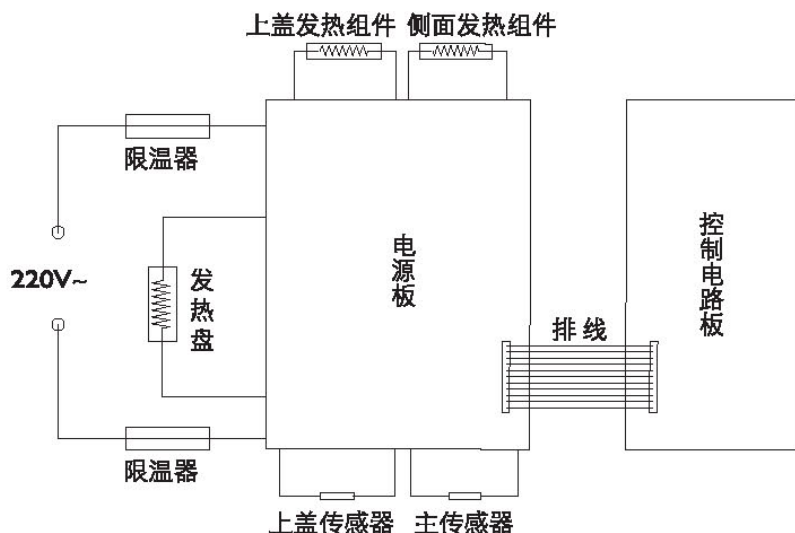 上盖发热组件 侧面发热组件
限温器
220V~
发热盘
电源板
排线
控制电路板
限温器
上盖传感器 主传感器